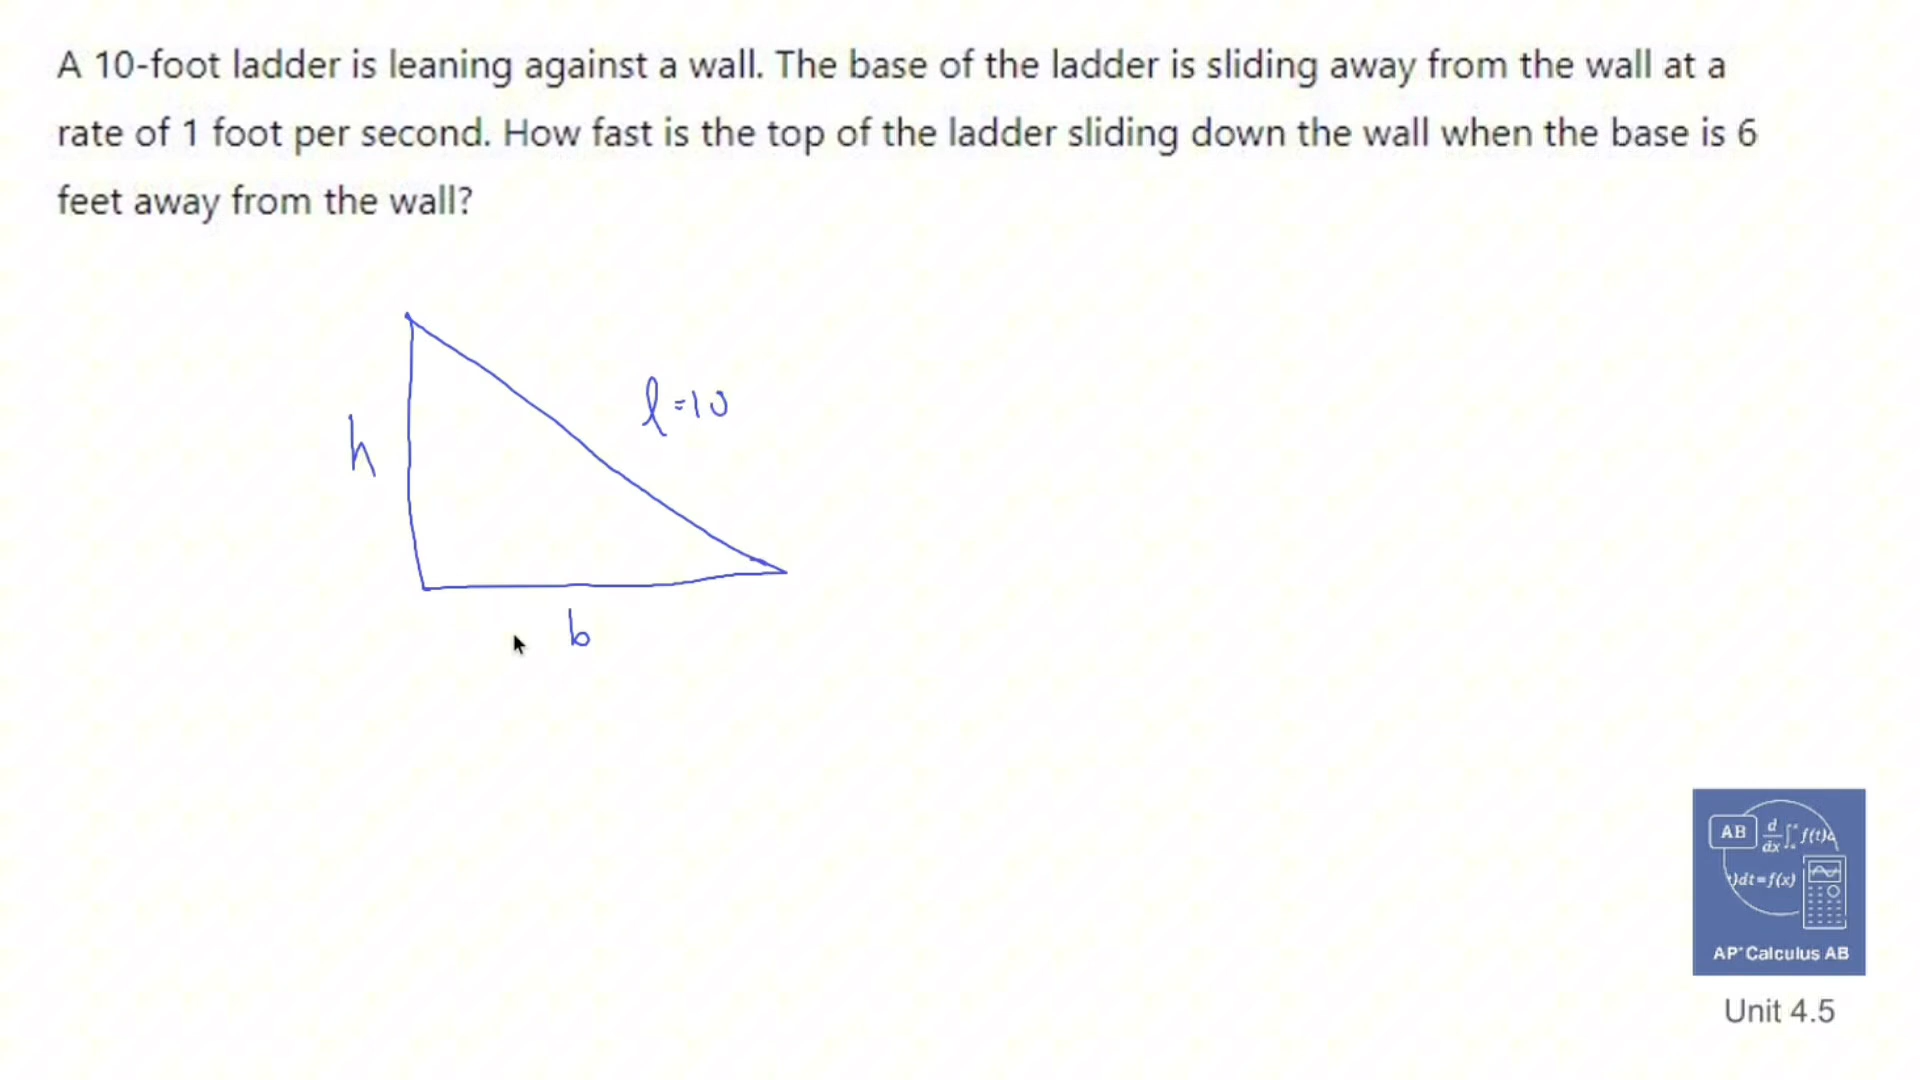 A 10-foot ladder is leaning against a wall. The base of the ladder is sliding away from the wall at a
rate of 1 foot per second. How fast is the top of the ladder sliding down the wall when the base is 6
feet away from the wall?
l=10
h
b
AB d/dx ∫ f(t)d
t)dt=f(x)
AP Calculus AB
Unit 4.5